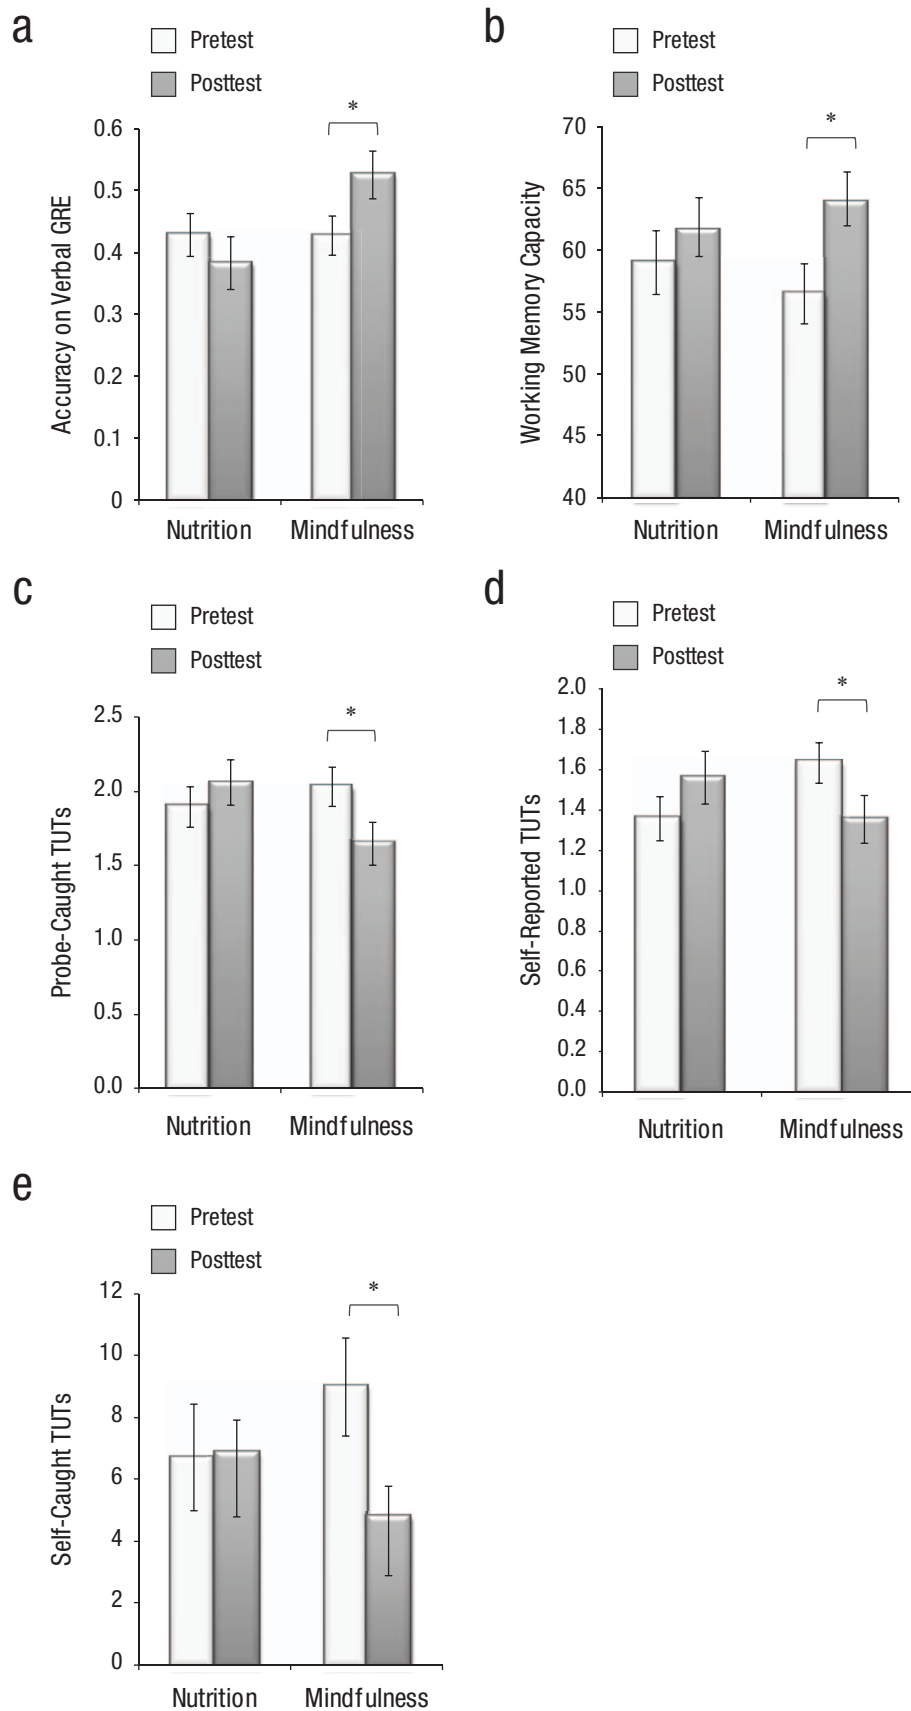 a
Pretest
Posttest
*
0.6
0.5
0.4
0.3
0.2
0.1
0
Accuracy on Verbal GRE
Nutrition Mindfulness
b
Pretest
Posttest
*
70
65
60
55
50
45
40
Working Memory Capacity
Nutrition Mindfulness
c
Pretest
Posttest
*
2.5
2.0
1.5
1.0
0.5
0.0
Probe-Caught TUTs
Nutrition Mindfulness
d
Pretest
Posttest
*
2.0
1.8
1.6
1.4
1.2
1.0
0.8
0.6
0.4
0.2
0.0
Self-Reported TUTs
Nutrition Mindfulness
e
Pretest
Posttest
*
12
10
8
6
4
2
0
Self-Caught TUTs
Nutrition Mindfulness